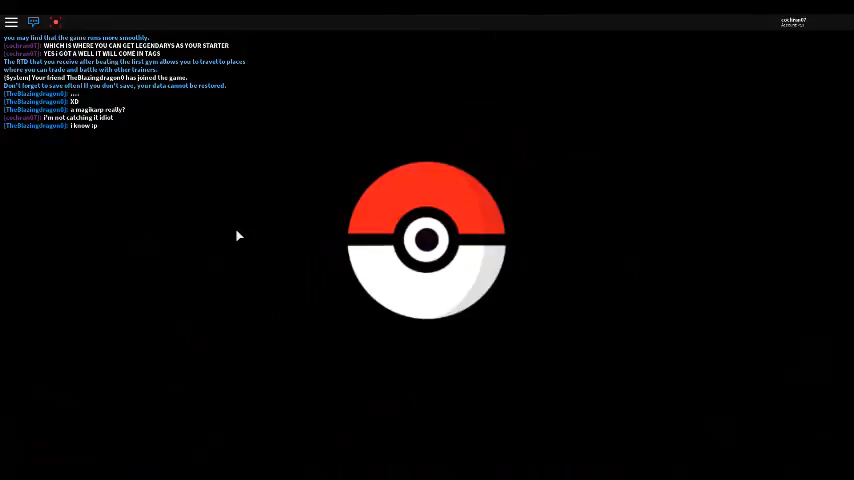 cochran07
Account: 13+
you may find that the game runs more smoothly.
[cochran07]: WHICH IS WHERE YOU CAN GET LEGENDARYS AS YOUR STARTER
[cochran07]: YES i GOT A WELL IT WILL COME IN TAGS
The RTD that you receive after beating the first gym allows you to travel to places
where you can trade and battle with other trainers.
[System] Your friend TheBlazingdragon0 has joined the game.
Don't forget to save often! If you don't save, your data cannot be restored.
[TheBlazingdragon0]: ....
[TheBlazingdragon0]: XD
[TheBlazingdragon0]: a magikarp really?
[cochran07]: i'm not catching it idiot
[TheBlazingdragon0]: i know :p